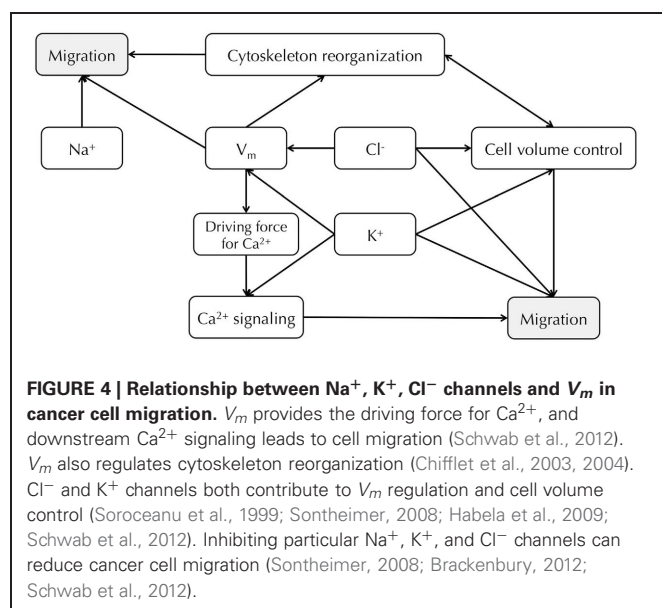 Migration
Cytoskeleton reorganization
Na⁺
Vₘ
Cl⁻
Cell volume control
Driving force
for Ca²⁺
K⁺
Ca²⁺ signaling
Migration
FIGURE 4 | Relationship between Na⁺, K⁺, Cl⁻ channels and Vₘ in
cancer cell migration. Vₘ provides the driving force for Ca²⁺, and
downstream Ca²⁺ signaling leads to cell migration (Schwab et al., 2012).
Vₘ also regulates cytoskeleton reorganization (Chifflet et al., 2003, 2004).
Cl⁻ and K⁺ channels both contribute to Vₘ regulation and cell volume
control (Soroceanu et al., 1999; Sontheimer, 2008; Habela et al., 2009;
Schwab et al., 2012). Inhibiting particular Na⁺, K⁺, and Cl⁻ channels can
reduce cancer cell migration (Sontheimer, 2008; Brackenbury, 2012;
Schwab et al., 2012).